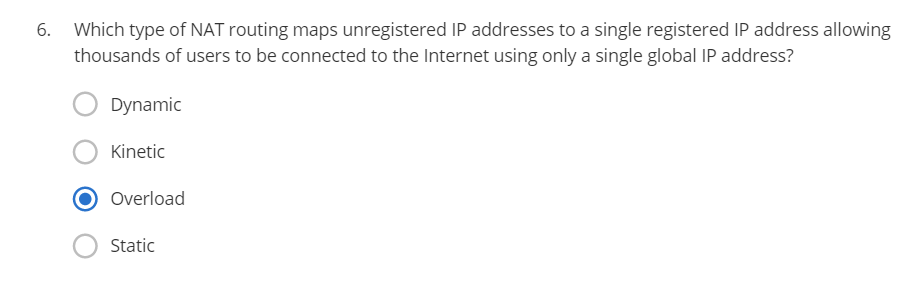 6. Which type of NAT routing maps unregistered IP addresses to a single registered IP address allowing
thousands of users to be connected to the Internet using only a single global IP address?
Dynamic
Kinetic
Overload
Static